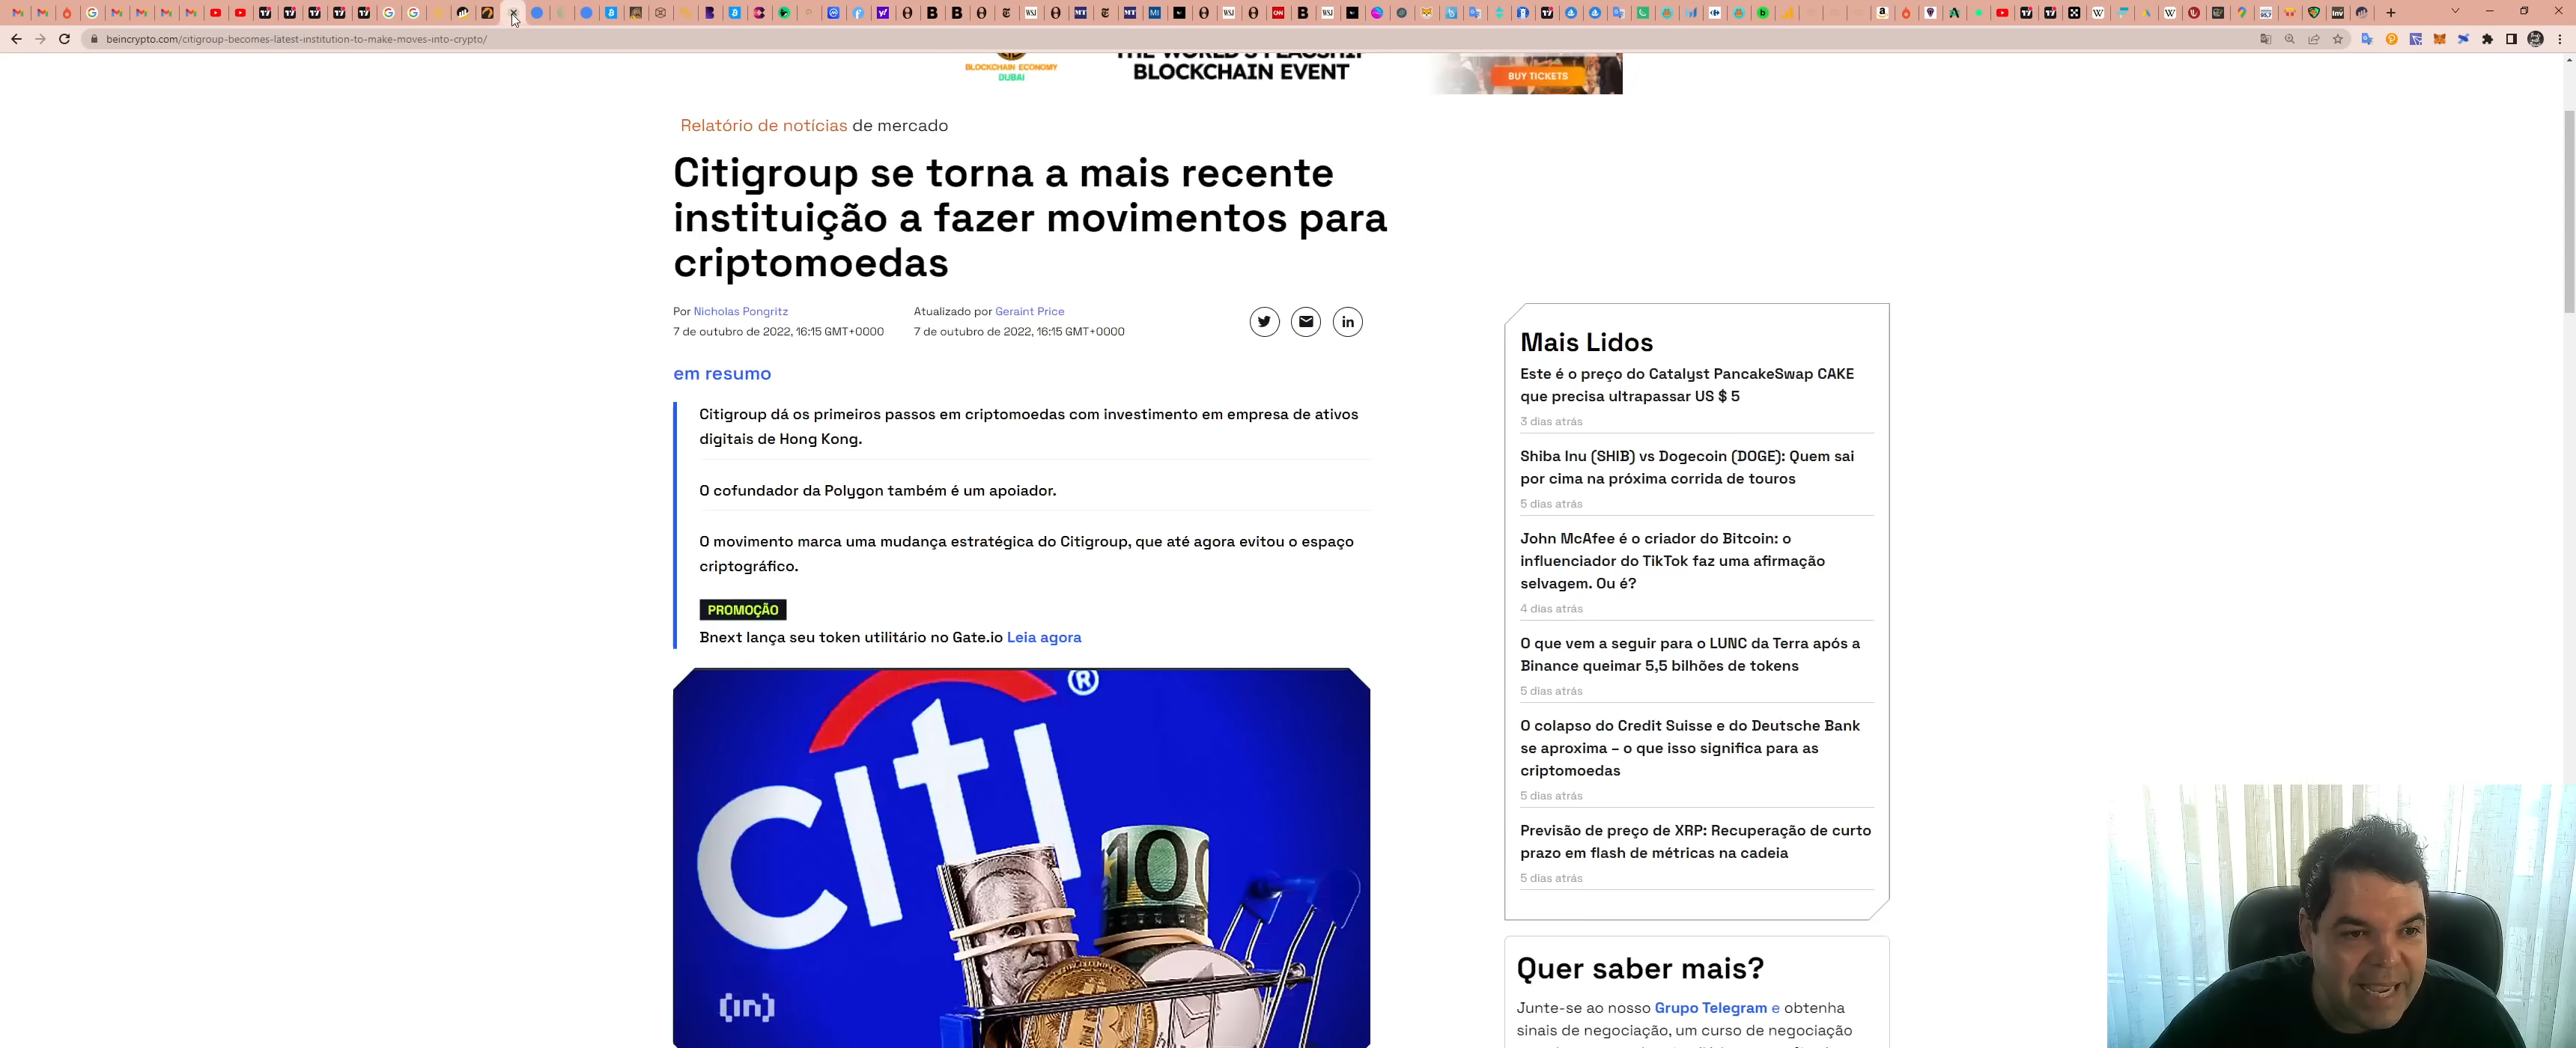 beincrypto.com/citigroup-becomes-latest-institution-to-make-moves-into-crypto/
BLOCKCHAIN ECONOMY
DUBAI
THE WORLD'S FLAGSHIP
BLOCKCHAIN EVENT
BUY TICKETS
Relatório de notícias de mercado
Citigroup se torna a mais recente
instituição a fazer movimentos para
criptomoedas
Por Nicholas Pongritz
7 de outubro de 2022, 16:15 GMT+0000
Atualizado por Geraint Price
7 de outubro de 2022, 16:15 GMT+0000
em resumo
Citigroup dá os primeiros passos em criptomoedas com investimento em empresa de ativos
digitais de Hong Kong.
O cofundador da Polygon também é um apoiador.
O movimento marca uma mudança estratégica do Citigroup, que até agora evitou o espaço
criptográfico.
PROMOÇÃO
Bnext lança seu token utilitário no Gate.io Leia agora
citi
®
100
(in)
Mais Lidos
Este é o preço do Catalyst PancakeSwap CAKE
que precisa ultrapassar US $ 5
3 dias atrás
Shiba Inu (SHIB) vs Dogecoin (DOGE): Quem sai
por cima na próxima corrida de touros
5 dias atrás
John McAfee é o criador do Bitcoin: o
influenciador do TikTok faz uma afirmação
selvagem. Ou é?
4 dias atrás
O que vem a seguir para o LUNC da Terra após a
Binance queimar 5,5 bilhões de tokens
5 dias atrás
O colapso do Credit Suisse e do Deutsche Bank
se aproxima – o que isso significa para as
criptomoedas
5 dias atrás
Previsão de preço de XRP: Recuperação de curto
prazo em flash de métricas na cadeia
5 dias atrás
Quer saber mais?
Junte-se ao nosso Grupo Telegram e obtenha
sinais de negociação, um curso de negociação